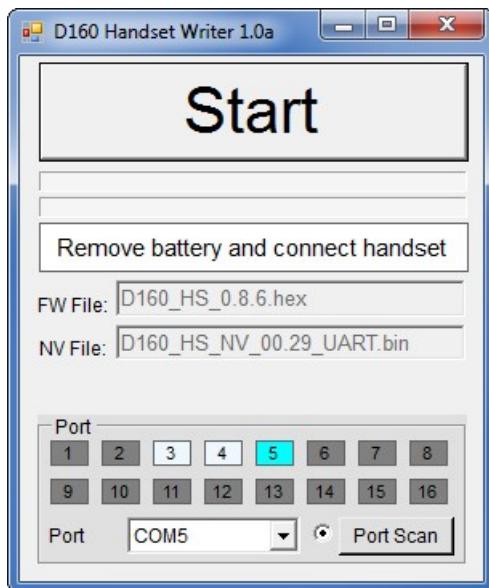 D160 Handset Writer 1.0a
Start
Remove battery and connect handset
FW File: D160_HS_0.8.6.hex
NV File: D160_HS_NV_00.29_UART.bin
Port
1 2 3 4 5 6 7 8
9 10 11 12 13 14 15 16
Port COM5 Port Scan